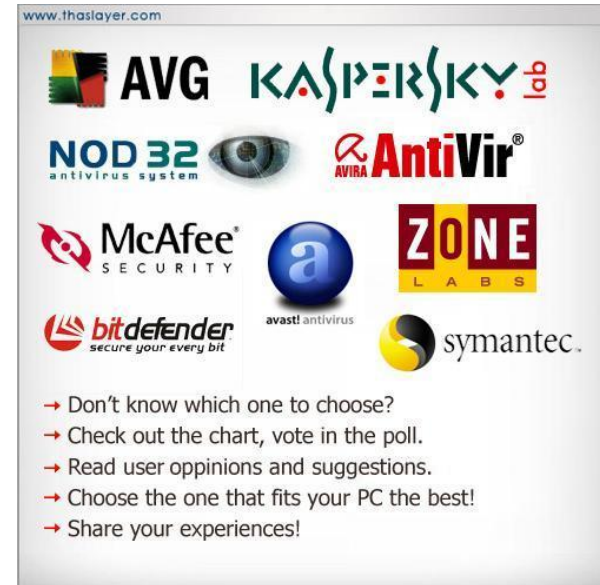 www.thaslayer.com
AVG KASPERSKY lab
NOD 32
antivirus system
AVIRA AntiVir®
McAfee®
SECURITY
a
avast! antivirus
ZONE
LABS
bitdefender
secure your every bit
symantec™
→ Don't know which one to choose?
→ Check out the chart, vote in the poll.
→ Read user oppinions and suggestions.
→ Choose the one that fits your PC the best!
→ Share your experiences!